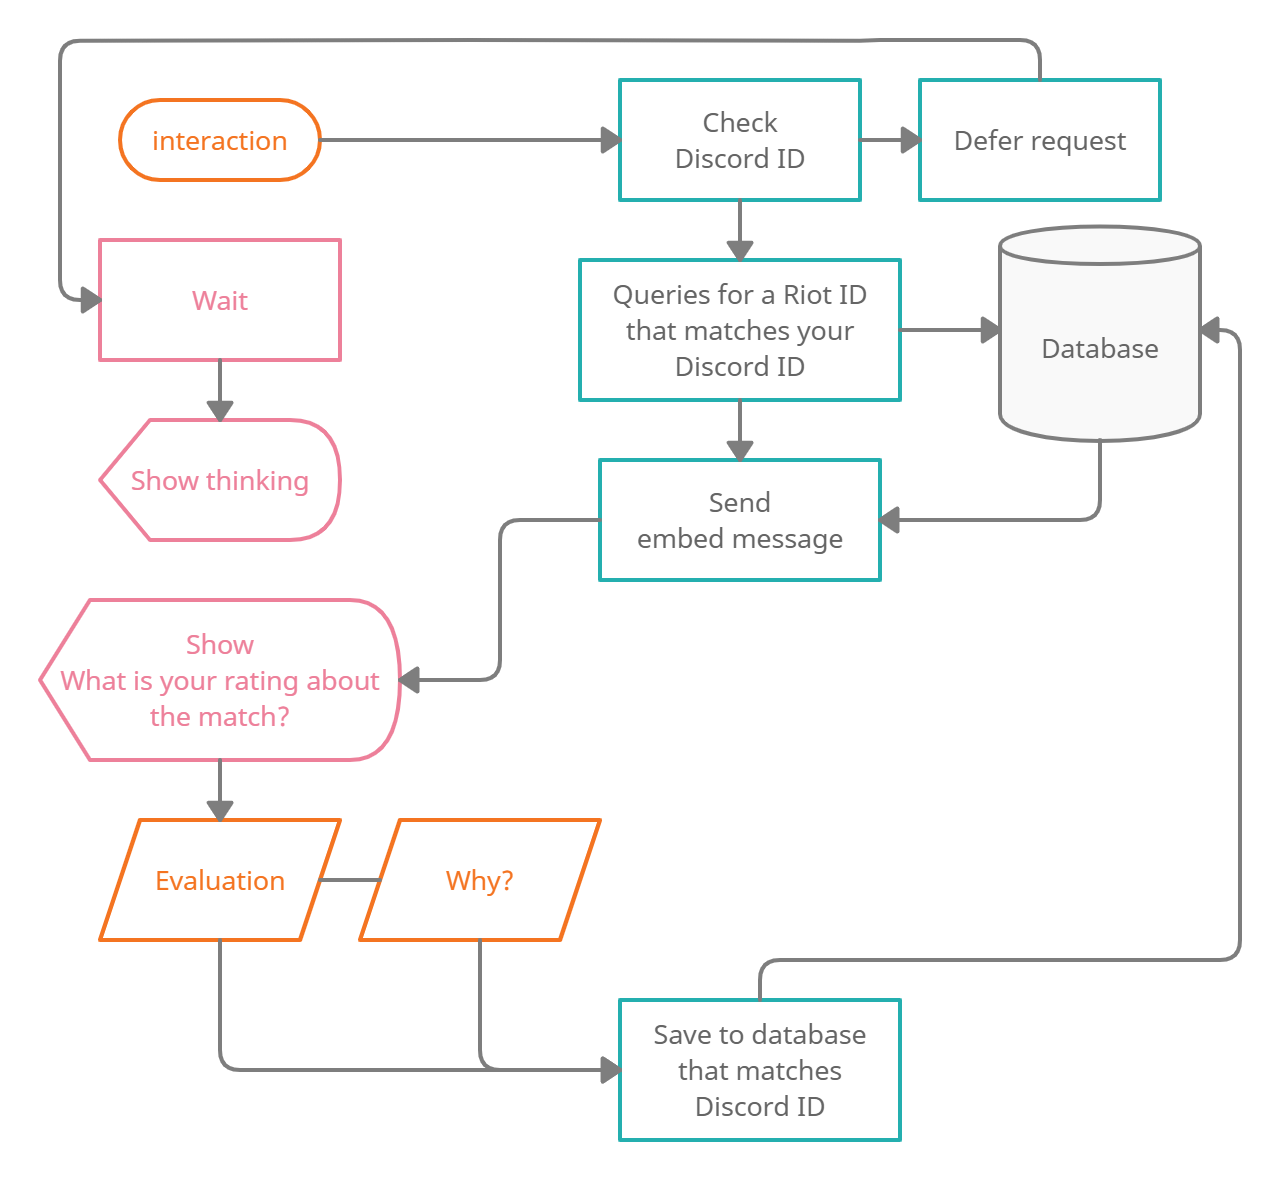 interaction
Check
Discord ID
Defer request
Wait
Queries for a Riot ID
that matches your
Discord ID
Database
Show thinking
Send
embed message
Show
What is your rating about
the match?
Evaluation
Why?
Save to database
that matches
Discord ID